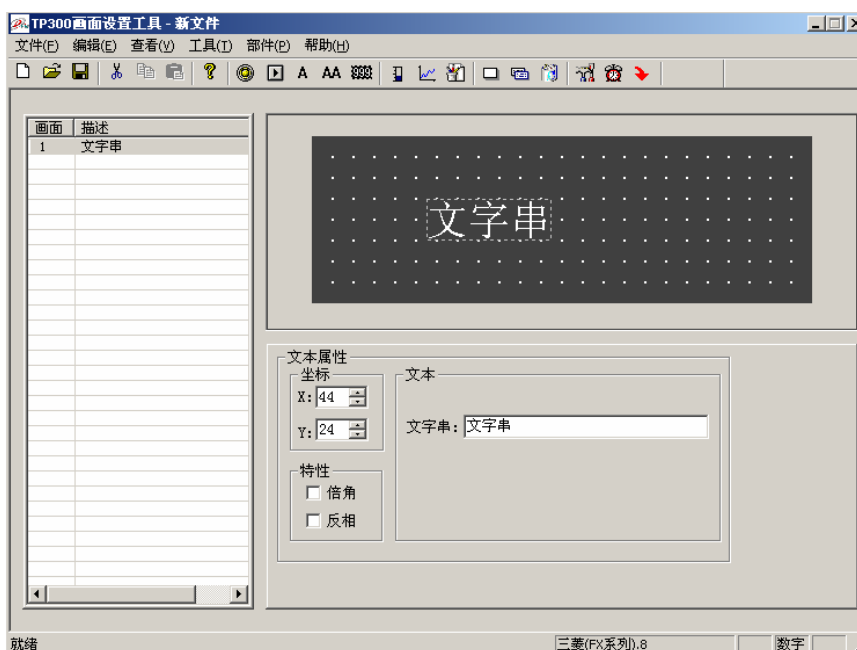 TP300画面设置工具 - 新文件
文件(F) 编辑(E) 查看(V) 工具(T) 部件(P) 帮助(H)
A AA
画面 描述
1 文字串
文字串
文本属性
坐标
X: 44
Y: 24
文本
文字串: 文字串
特性
倍角
反相
就绪 三菱(FX系列).8 数字